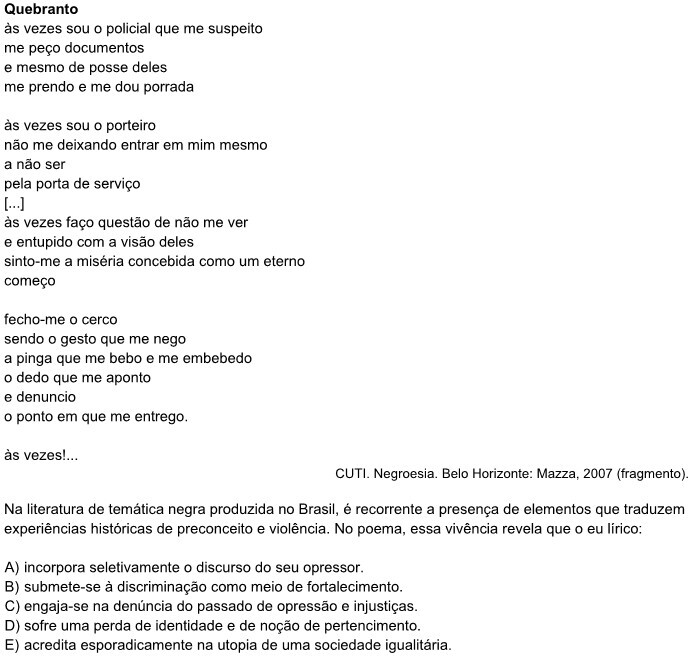 Quebranto
às vezes sou o policial que me suspeito
me peço documentos
e mesmo de posse deles
me prendo e me dou porrada
às vezes sou o porteiro
não me deixando entrar em mim mesmo
a não ser
pela porta de serviço
[...]
às vezes faço questão de não me ver
e entupido com a visão deles
sinto-me a miséria concebida como um eterno
começo
fecho-me o cerco
sendo o gesto que me nego
a pinga que me bebo e me embebedo
o dedo que me aponto
e denuncio
o ponto em que me entrego.
às vezes!...
CUTI. Negroesia. Belo Horizonte: Mazza, 2007 (fragmento).
Na literatura de temática negra produzida no Brasil, é recorrente a presença de elementos que traduzem
experiências históricas de preconceito e violência. No poema, essa vivência revela que o eu lírico:
A) incorpora seletivamente o discurso do seu opressor.
B) submete-se à discriminação como meio de fortalecimento.
C) engaja-se na denúncia do passado de opressão e injustiças.
D) sofre uma perda de identidade e de noção de pertencimento.
E) acredita esporadicamente na utopia de uma sociedade igualitária.